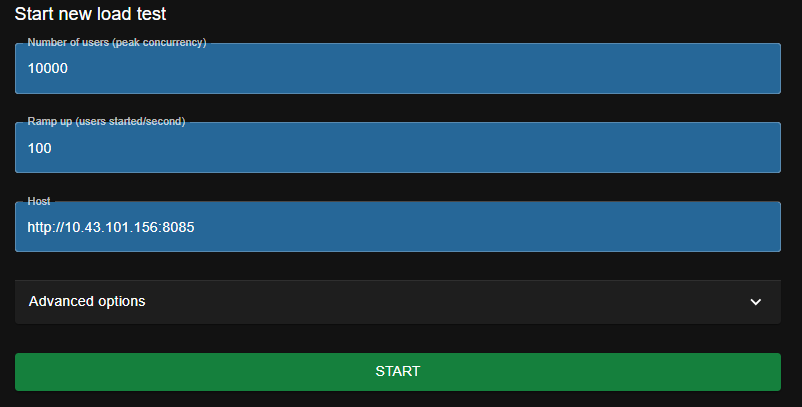 Start new load test
Number of users (peak concurrency)
10000
Ramp up (users started/second)
100
Host
http://10.43.101.156:8085
Advanced options
START